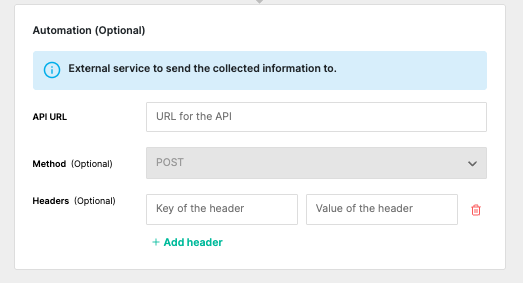 Automation (Optional)
External service to send the collected information to.
API URL
URL for the API
Method (Optional)
POST
Headers (Optional)
Key of the header
Value of the header
+ Add header